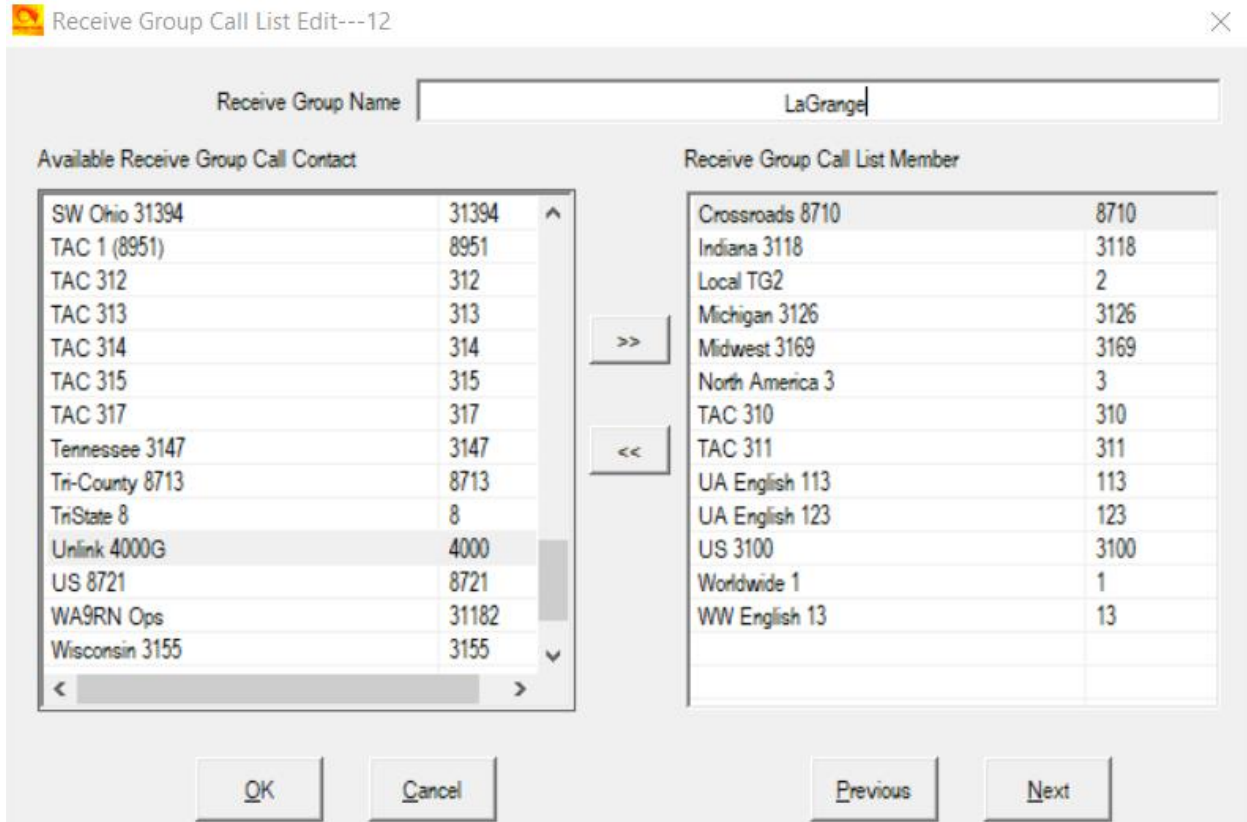 Receive Group Call List Edit---12
Receive Group Name LaGrange
Available Receive Group Call Contact
SW Ohio 31394 31394
TAC 1 (8951) 8951
TAC 312 312
TAC 313 313
TAC 314 314
TAC 315 315
TAC 317 317
Tennessee 3147 3147
Tri-County 8713 8713
TriState 8 8
Unlink 4000G 4000
US 8721 8721
WA9RN Ops 31182
Wisconsin 3155 3155
>>
<<
Receive Group Call List Member
Crossroads 8710 8710
Indiana 3118 3118
Local TG2 2
Michigan 3126 3126
Midwest 3169 3169
North America 3 3
TAC 310 310
TAC 311 311
UA English 113 113
UA English 123 123
US 3100 3100
Worldwide 1 1
WW English 13 13
OK Cancel Previous Next